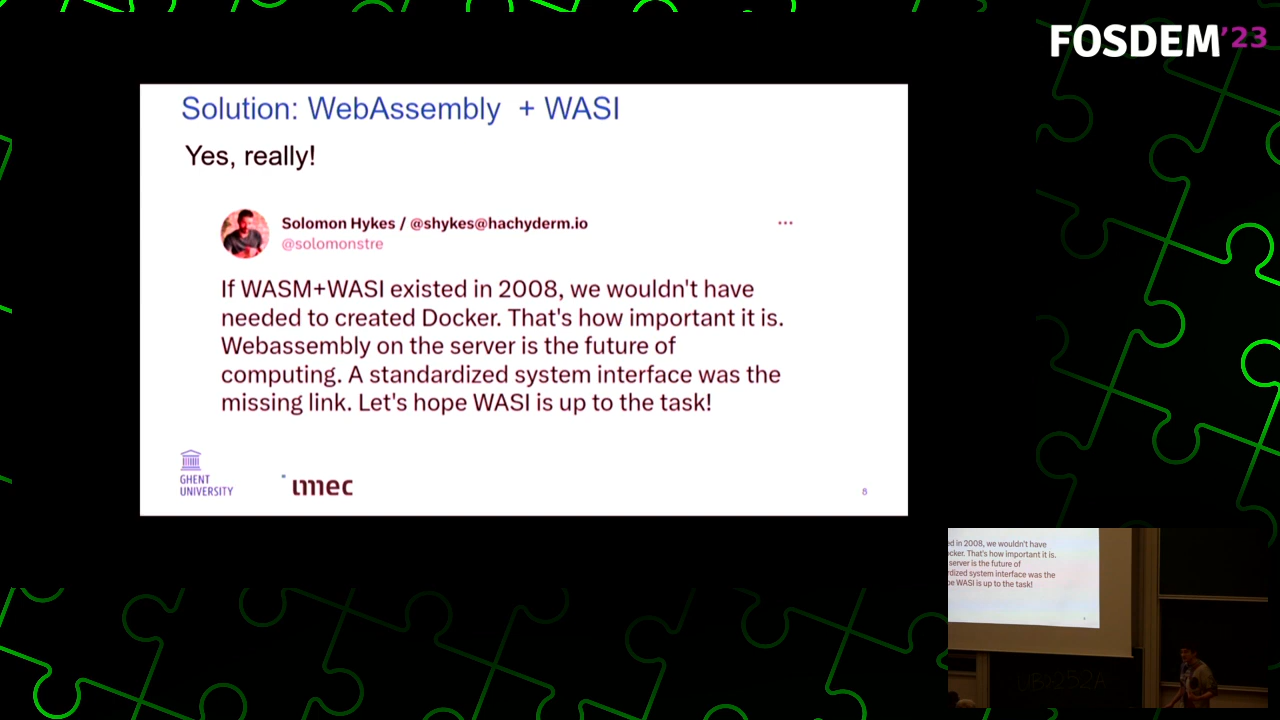 FOSDEM'23
Solution: WebAssembly + WASI
Yes, really!
Solomon Hykes / @shykes@hachyderm.io
@solomonstre
...
If WASM+WASI existed in 2008, we wouldn't have
needed to created Docker. That's how important it is.
Webassembly on the server is the future of
computing. A standardized system interface was the
missing link. Let's hope WASI is up to the task!
GHENT
UNIVERSITY
imec
8
ed in 2008, we wouldn't have
ocker. That's how important it is.
server is the future of
rdized system interface was the
pe WASI is up to the task!